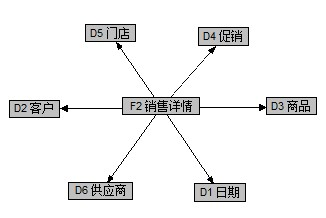 D5 门店
D4 促销
D2 客户
F2 销售详情
D3 商品
D6 供应商
D1 日期